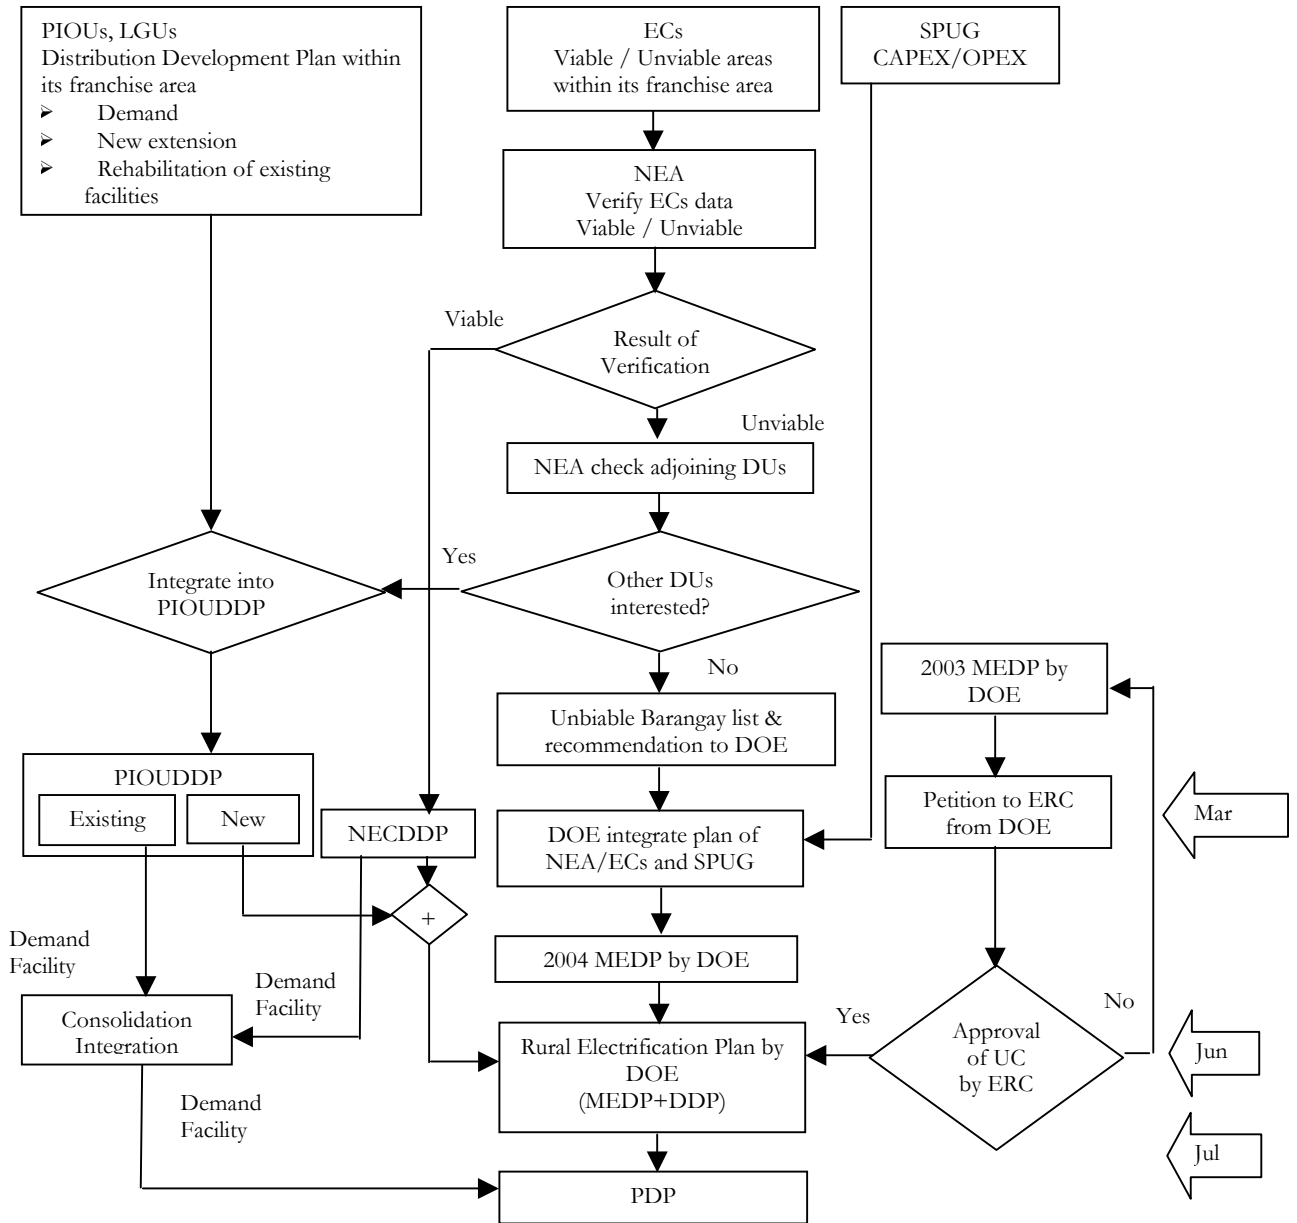 PIOUs, LGUs
Distribution Development Plan within
its franchise area
➢ Demand
➢ New extension
➢ Rehabilitation of existing
facilities
ECs
Viable / Unviable areas
within its franchise area
SPUG
CAPEX/OPEX
NEA
Verify ECs data
Viable / Unviable
Viable
Result of
Verification
Unviable
NEA check adjoining DUs
Yes
Integrate into
PIOUDDP
Other DUs
interested?
No
2003 MEDP by
DOE
Unbiable Barangay list &
recommendation to DOE
PIOUDDP
Existing
New
NECDDP
DOE integrate plan of
NEA/ECs and SPUG
Petition to ERC
from DOE
Mar
+
Demand
Facility
2004 MEDP by DOE
Demand
Facility
Consolidation
Integration
Rural Electrification Plan by
DOE
(MEDP+DDP)
Yes
No
Approval
of UC
by ERC
Jun
Demand
Facility
Jul
PDP